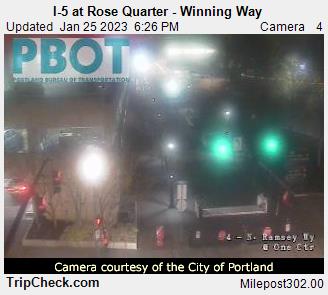 I-5 at Rose Quarter - Winning Way
Updated Jan 25 2023 6:26 PM Camera 4
PBOT
PORTLAND BUREAU OF TRANSPORTATION
4 - N. Ramsey Wy
@ One Ctr
Camera courtesy of the City of Portland
TripCheck.com Milepost302.00